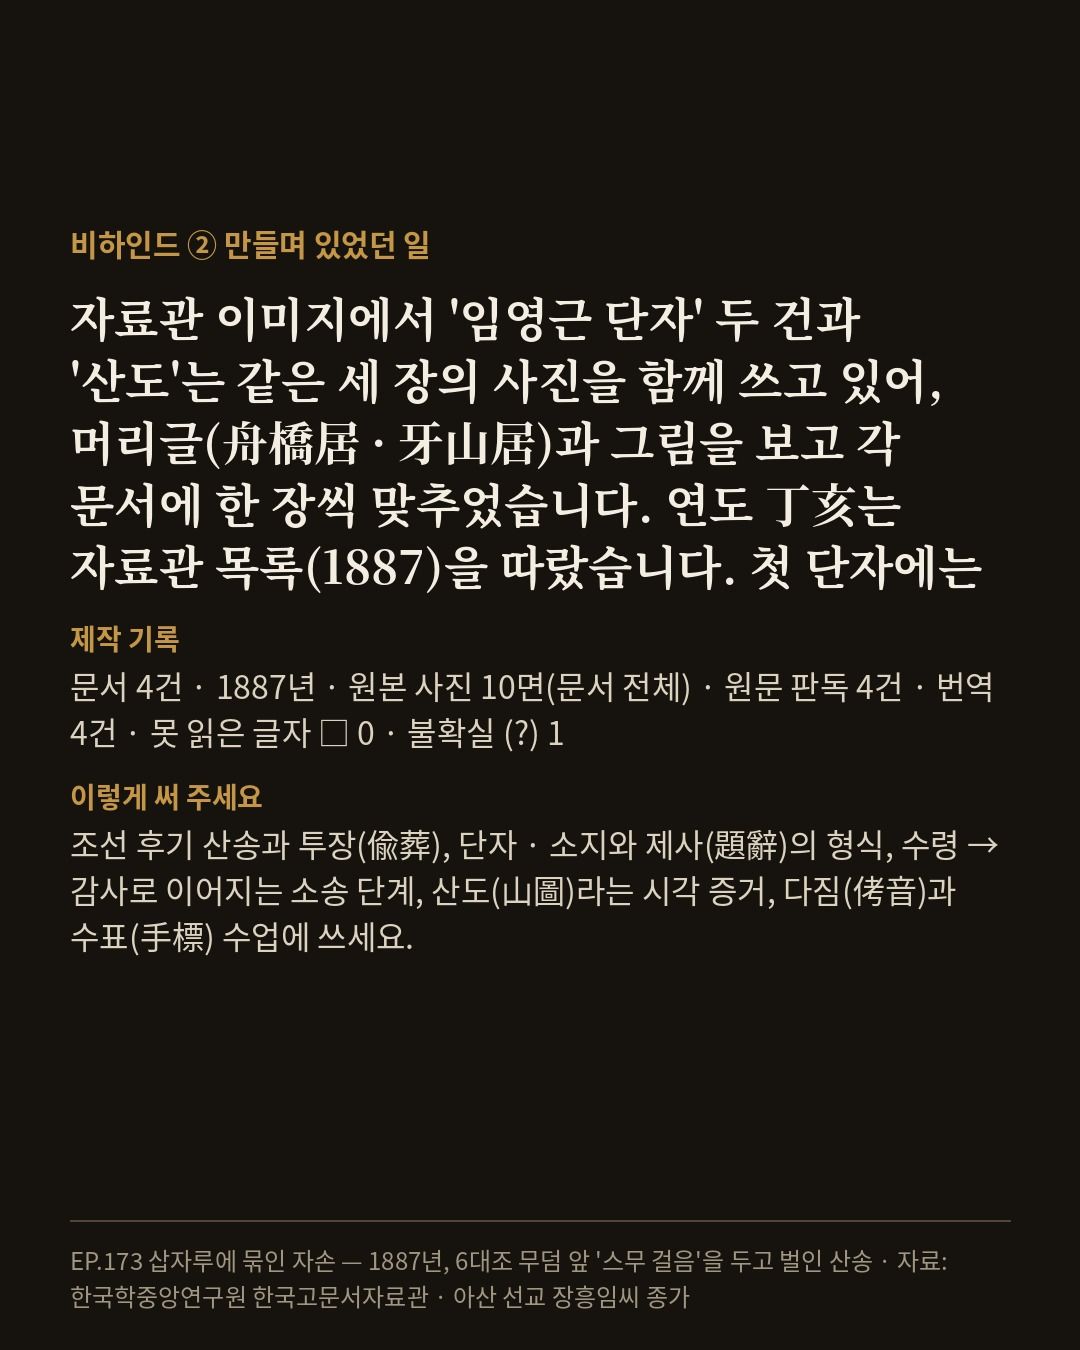 비하인드 ② 만들며 있었던 일
자료관 이미지에서 '임영근 단자' 두 건과
'산도'는 같은 세 장의 사진을 함께 쓰고 있어,
머리글(舟橋居 · 牙山居)과 그림을 보고 각
문서에 한 장씩 맞추었습니다. 연도 丁亥는
자료관 목록(1887)을 따랐습니다. 첫 단자에는
제작 기록
문서 4건 · 1887년 · 원본 사진 10면(문서 전체) · 원문 판독 4건 · 번역
4건 · 못 읽은 글자 □ 0 · 불확실 (?) 1
이렇게 써 주세요
조선 후기 산송과 투장(偸葬), 단자 · 소지와 제사(題辭)의 형식, 수령 →
감사로 이어지는 소송 단계, 산도(山圖)라는 시각 증거, 다짐(侤音)과
수표(手標) 수업에 쓰세요.
EP.173 삽자루에 묶인 자손 — 1887년, 6대조 무덤 앞 '스무 걸음'을 두고 벌인 산송 · 자료:
한국학중앙연구원 한국고문서자료관 · 아산 선교 장흥임씨 종가